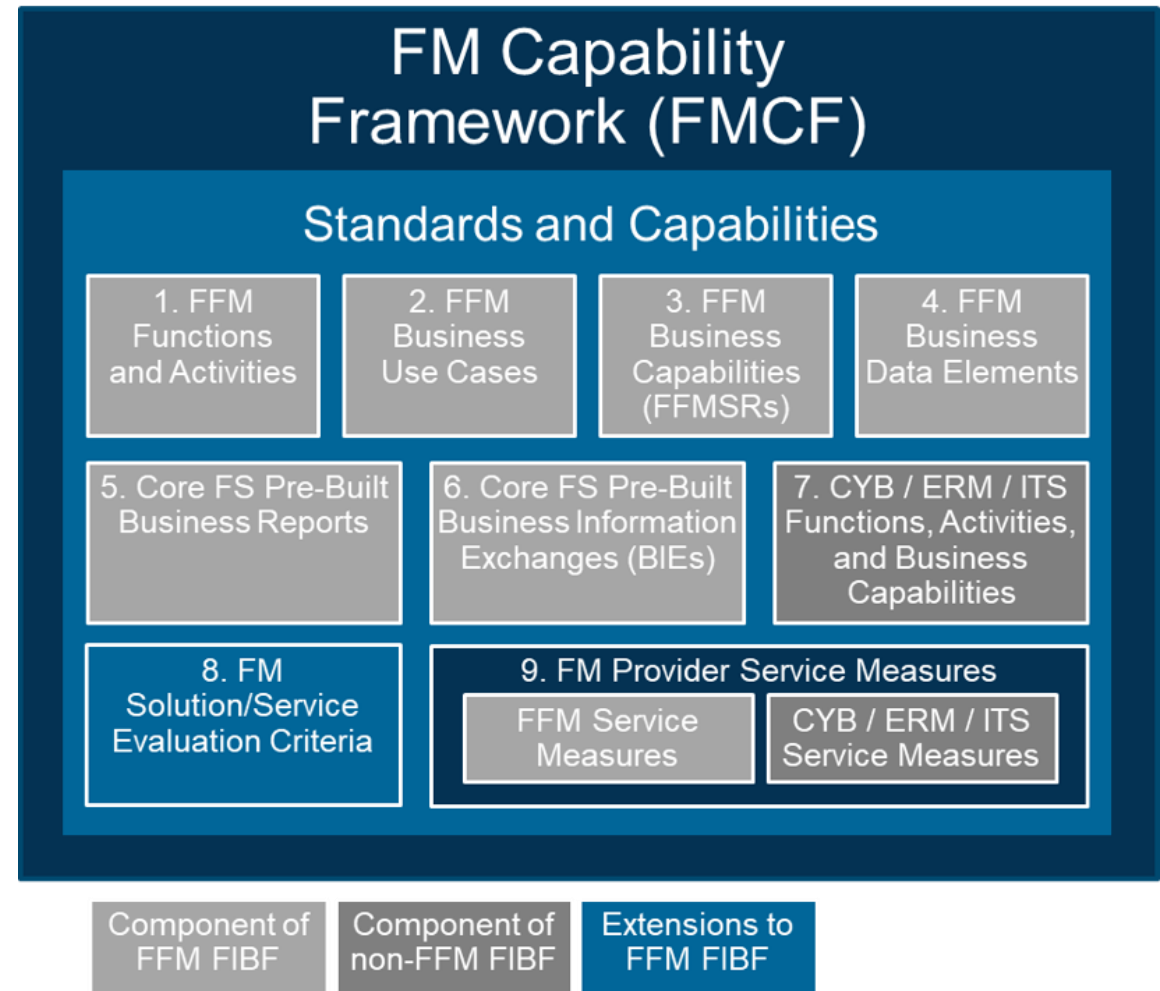 FM Capability
Framework (FMCF)
Standards and Capabilities
1. FFM
Functions
and Activities
2. FFM
Business
Use Cases
3. FFM
Business
Capabilities
(FFMSRs)
4. FFM
Business
Data Elements
5. Core FS Pre-Built
Business Reports
6. Core FS Pre-Built
Business Information
Exchanges (BIEs)
7. CYB / ERM / ITS
Functions, Activities,
and Business
Capabilities
8. FM
Solution/Service
Evaluation Criteria
9. FM Provider Service Measures
FFM Service
Measures
CYB / ERM / ITS
Service Measures
Component of
FFM FIBF
Component of
non-FFM FIBF
Extensions to
FFM FIBF